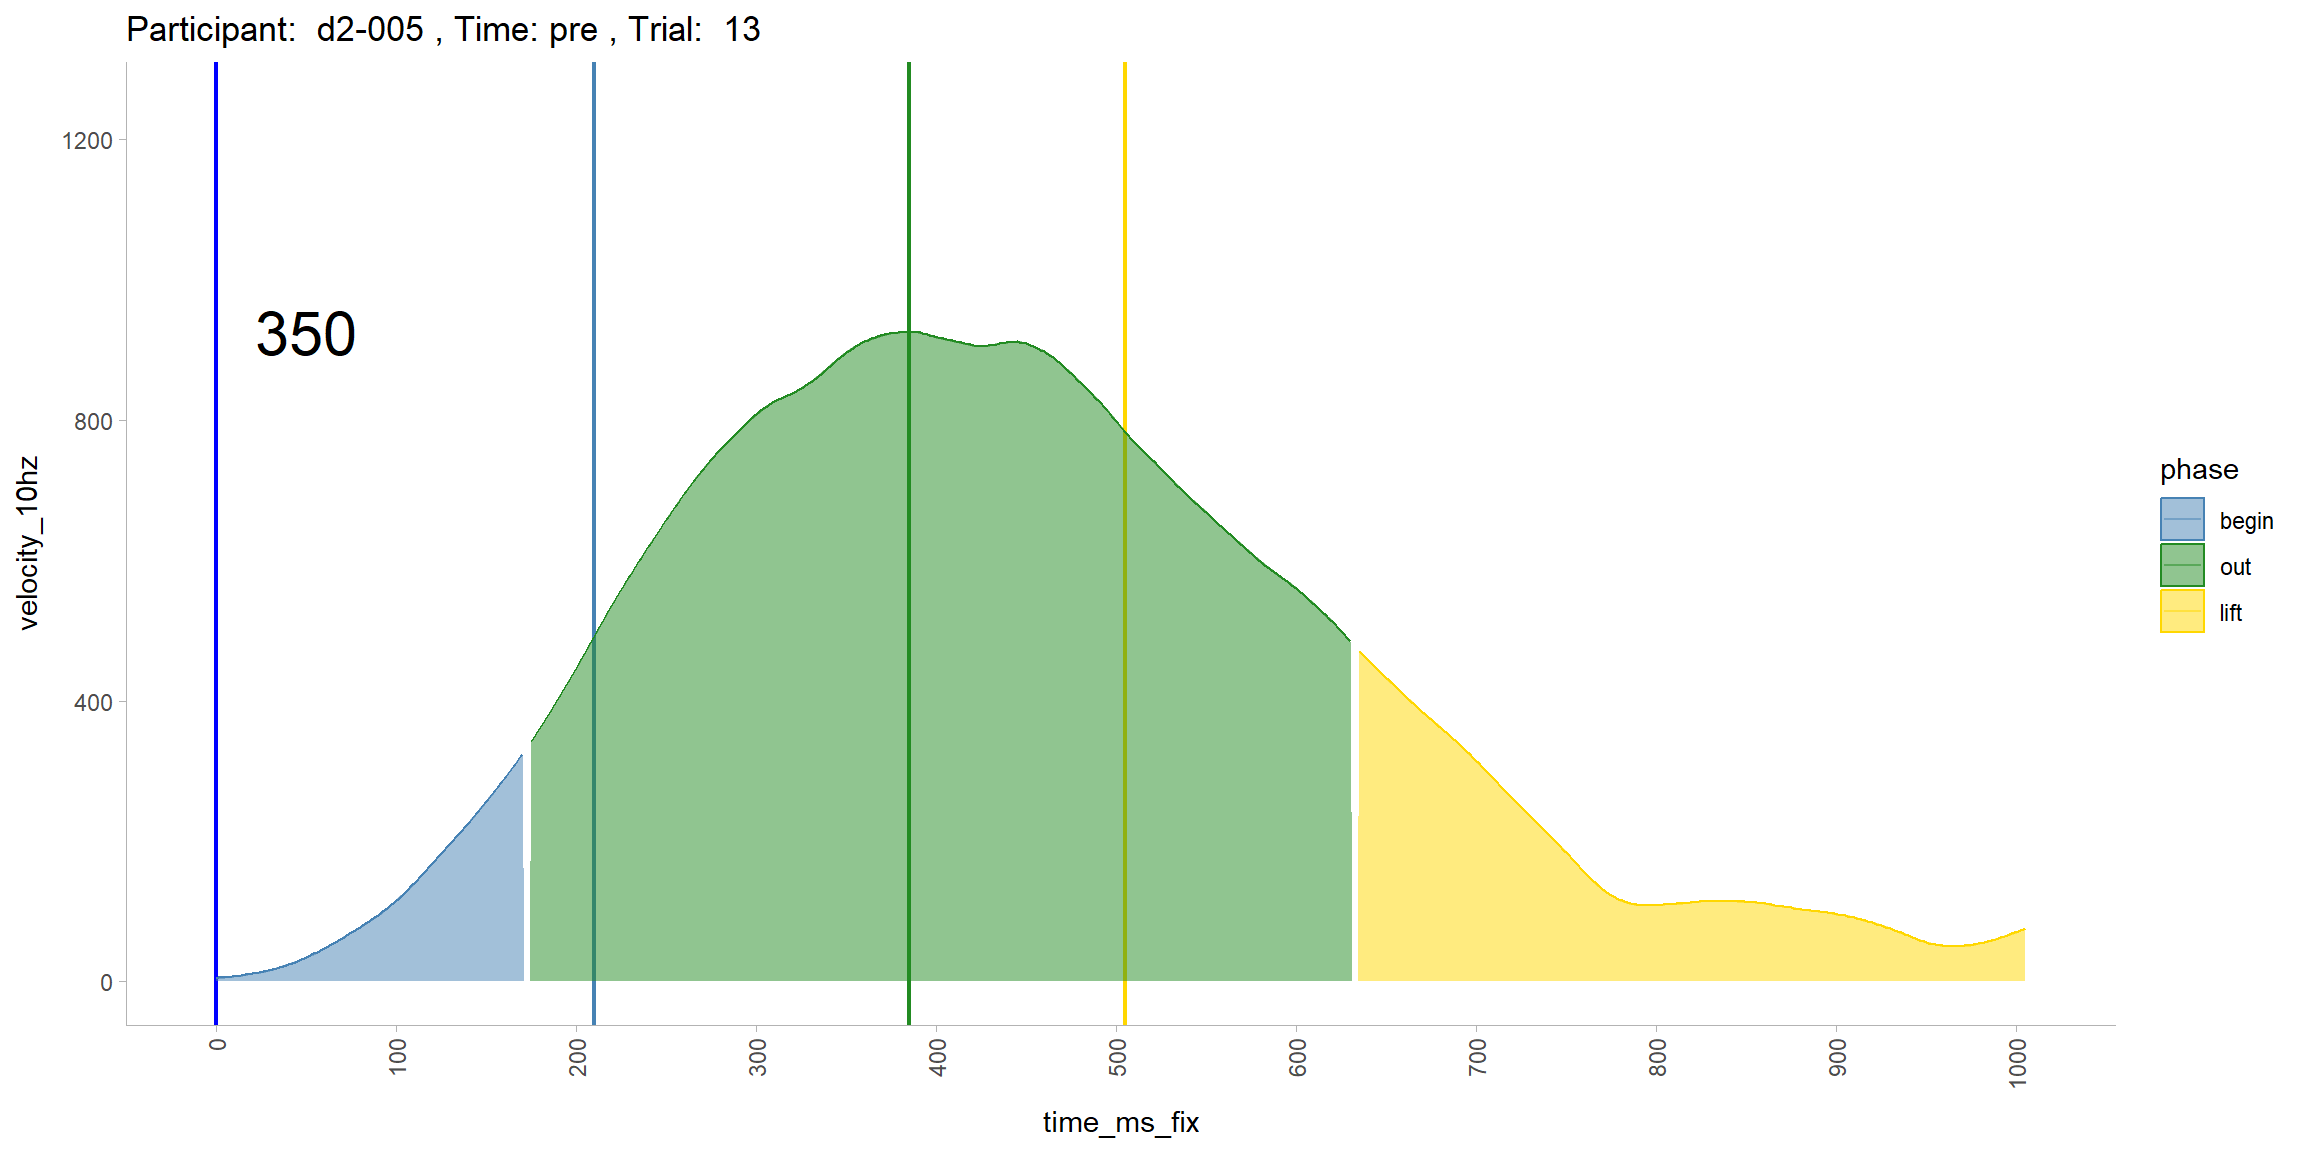 Participant:  d2-005 , Time: pre , Trial:  13
1200
800
400
0
velocity_10hz
350
0
100
200
300
400
500
600
700
800
900
1000
time_ms_fix
phase
begin
out
lift